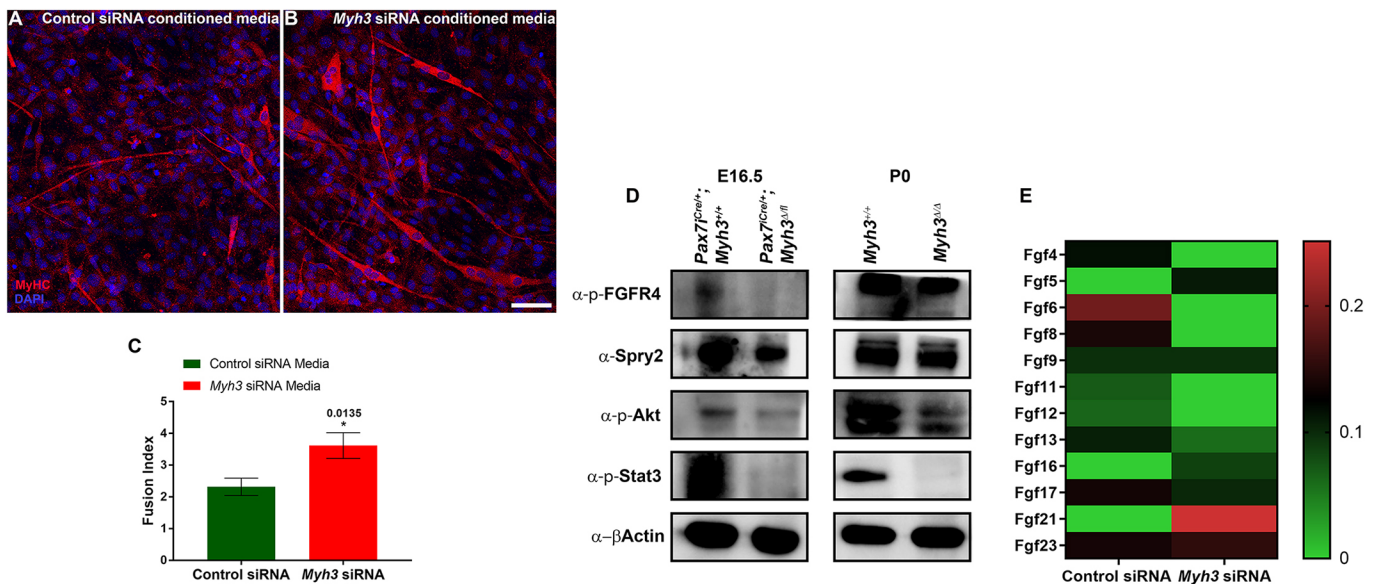 A Control siRNA conditioned media
B Myh3 siRNA conditioned media
MyHC
DAPI
C
Control siRNA Media
Myh3 siRNA Media
Fusion Index
5
4
3
2
1
0
0.0135
*
Control siRNA
Myh3 siRNA
D
E16.5
P0
Pax7iCre/+;
Myh3+/+
Pax7iCre/+;
Myh3Δ/fl
Myh3+/+
Myh3Δ/Δ
α-p-FGFR4
α-Spry2
α-p-Akt
α-p-Stat3
α-βActin
E
Fgf4
Fgf5
Fgf6
Fgf8
Fgf9
Fgf11
Fgf12
Fgf13
Fgf16
Fgf17
Fgf21
Fgf23
Control siRNA
Myh3 siRNA
0.2
0.1
0